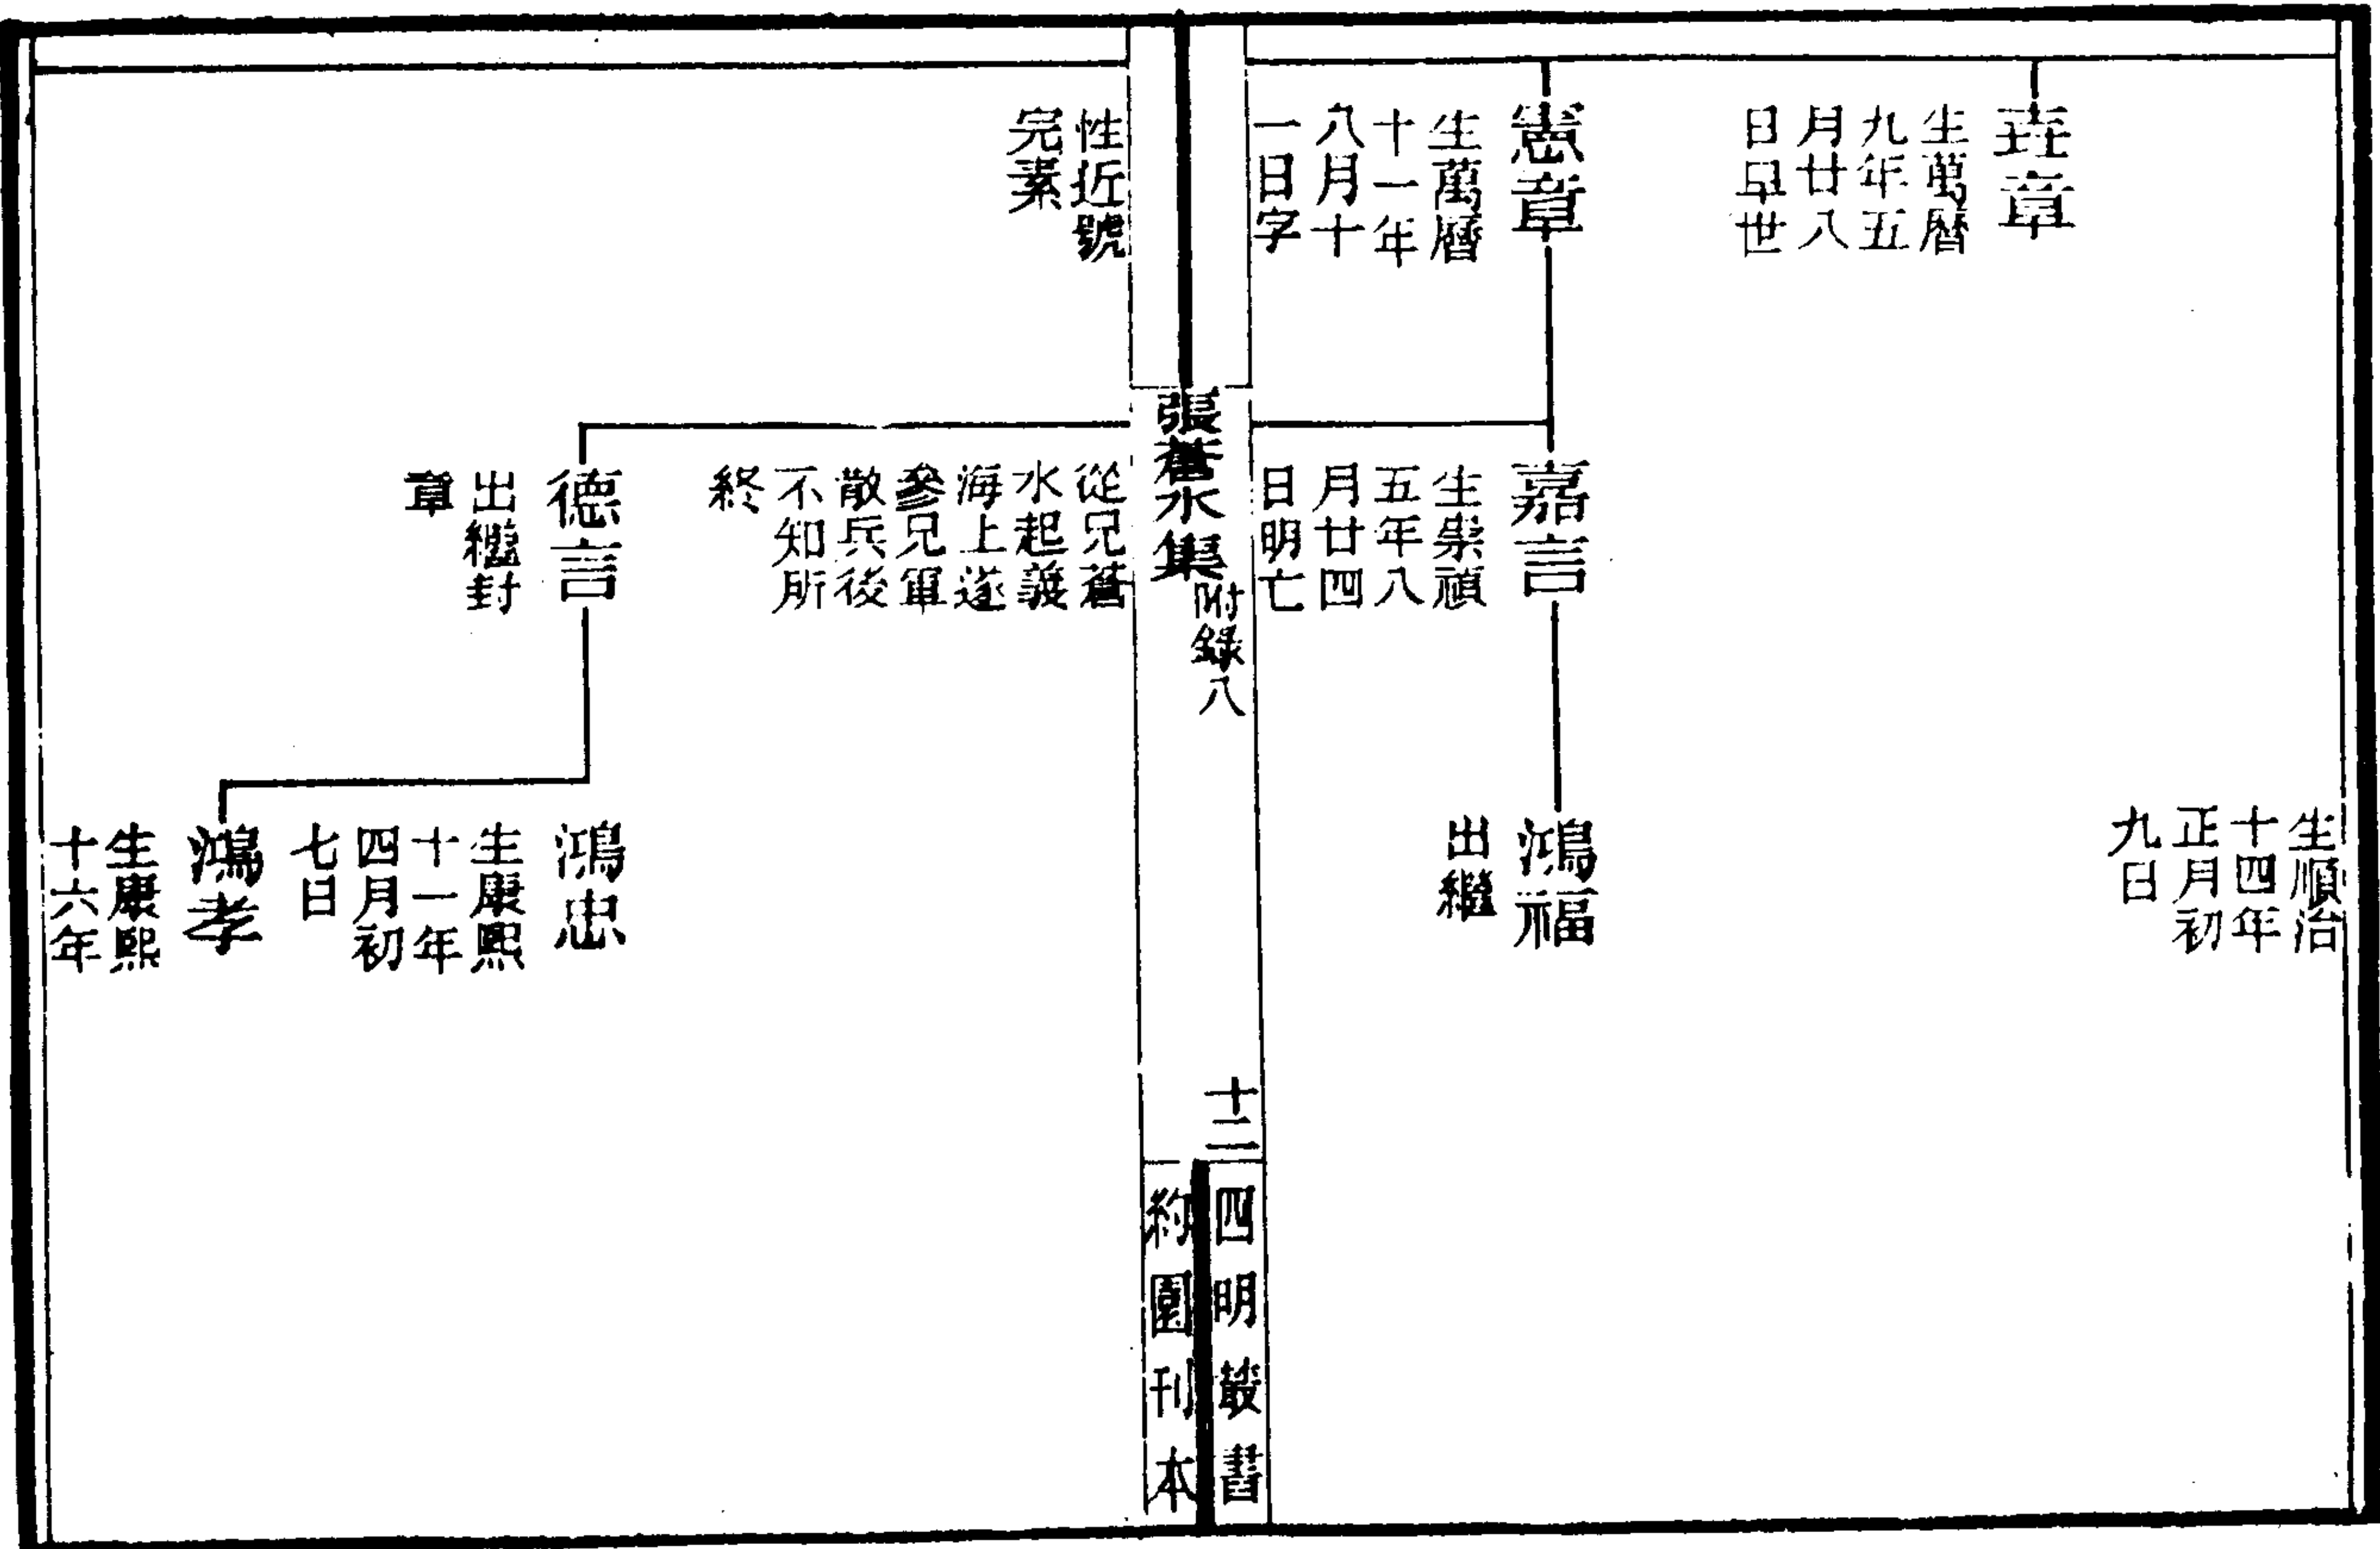 垚章
生萬曆
九年五
月廿八
日早世
憲章
生萬曆
十一年
八月十
一日字
性近號
完素
嘉言
生崇禎
五年八
月廿四
日明亡
從兄蒼
水起義
海上遂
參兄軍
散兵後
不知所
終
德言
出繼封
章
生順治
十四年
正月初
九日
鴻福
出繼
鴻忠
生康熙
十一年
四月初
七日
鴻孝
生康熙
十六年
張蒼水集
附錄八
十二
四明叢書
約園刊本